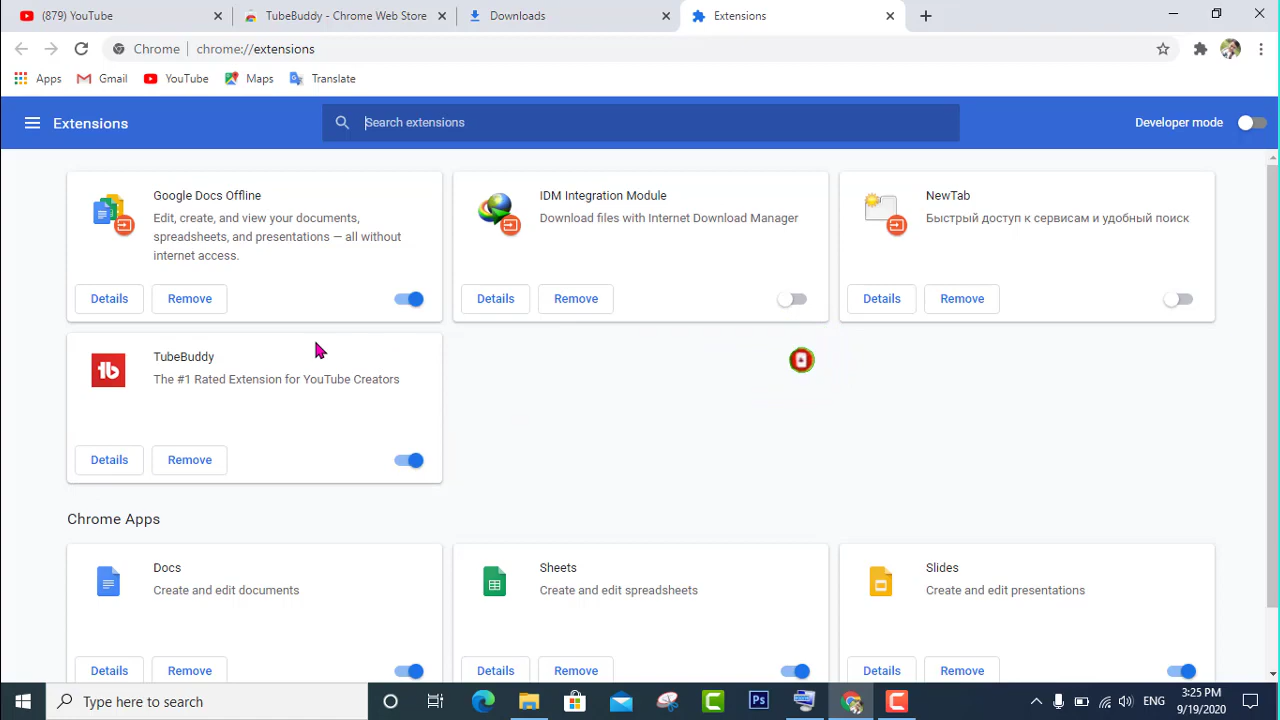 (879) YouTube
TubeBuddy - Chrome Web Store
Downloads
Extensions
Chrome
chrome://extensions
Apps
Gmail
YouTube
Maps
Translate
Extensions
Search extensions
Developer mode
Google Docs Offline
Edit, create, and view your documents,
spreadsheets, and presentations — all without
internet access.
Details
Remove
IDM Integration Module
Download files with Internet Download Manager
Details
Remove
NewTab
Быстрый доступ к сервисам и удобный поиск
Details
Remove
tb
TubeBuddy
The #1 Rated Extension for YouTube Creators
Details
Remove
Chrome Apps
Docs
Create and edit documents
Details
Remove
Sheets
Create and edit spreadsheets
Details
Remove
Slides
Create and edit presentations
Details
Remove
Type here to search
Ps
ENG
3:25 PM
9/19/2020